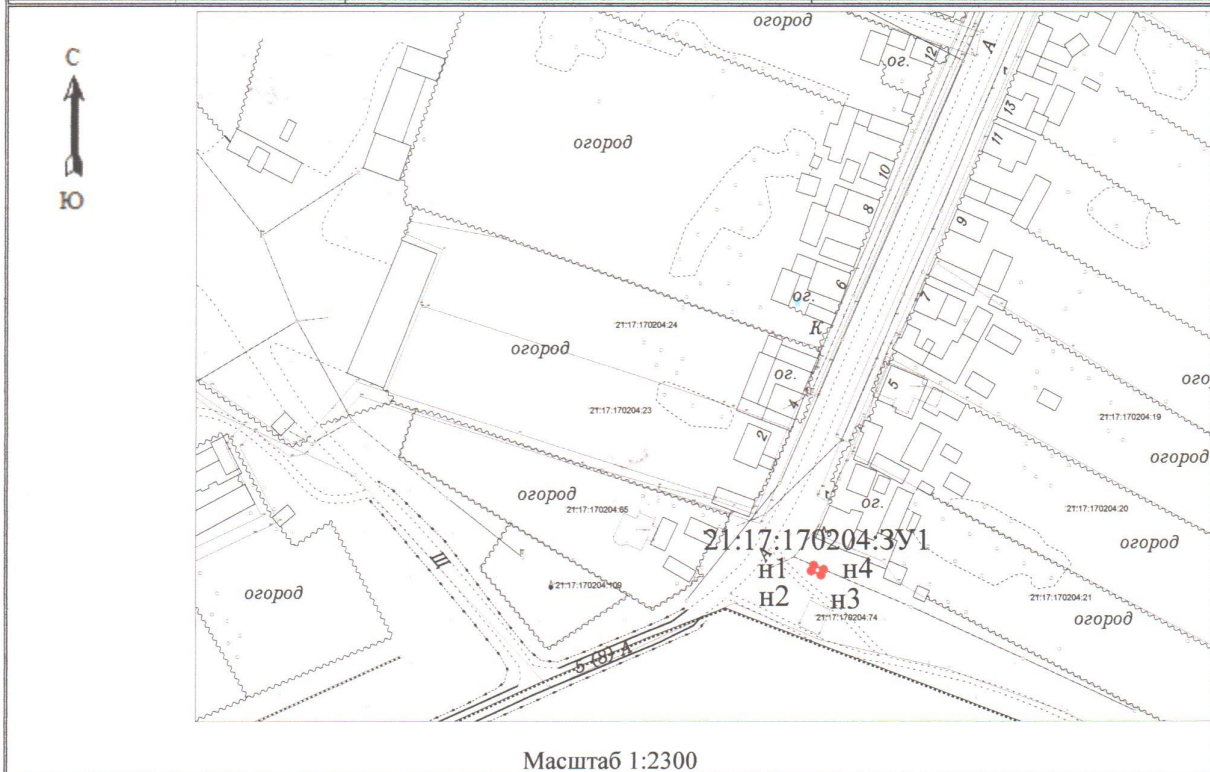 С
Ю
огород
12
ог.
А
13
11
огород
10
8
9
ог.
6
7
К
21:17:170204:24
огород
ог.
4
5
21:17:170204:23
2
21:17:170204:19
огород
огород
21:17:170204:65
ог.
21:17:170204:20
огород
21:17:170204:ЗУ1
А
н1
н4
н2
н3
Щ
21:17:170204:109
огород
21:17:170204:21
21:17:170204:74
огород
5 (8) А
Масштаб 1:2300